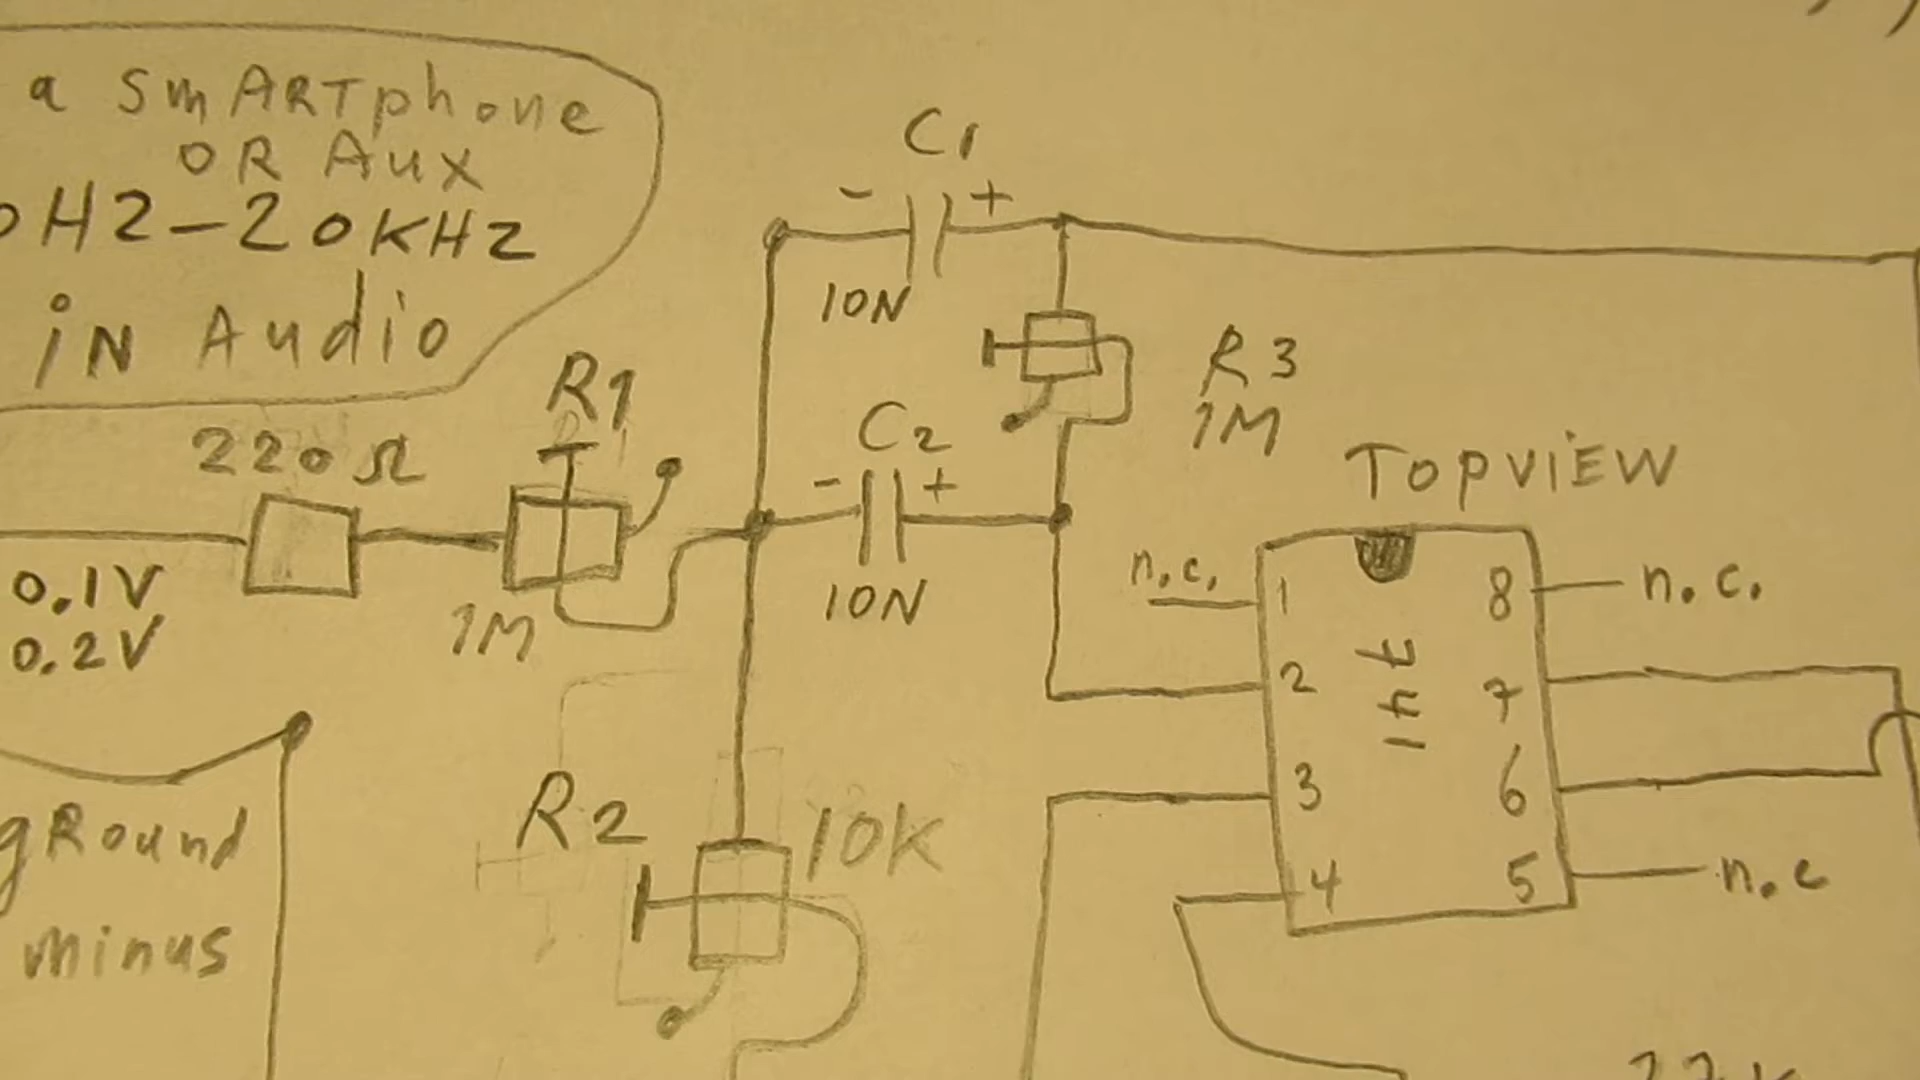 a smARTphone
OR Aux
HZ-20KHZ
iN Audio
220Ω
R1
1M
0.1V
0.2V
C1
- +
10N
R3
1M
C2
- +
10N
TOPVIEW
n.c.
1
2
3
4
741
8
7
6
5
n.c.
n.c
R2
10K
gRound
minus